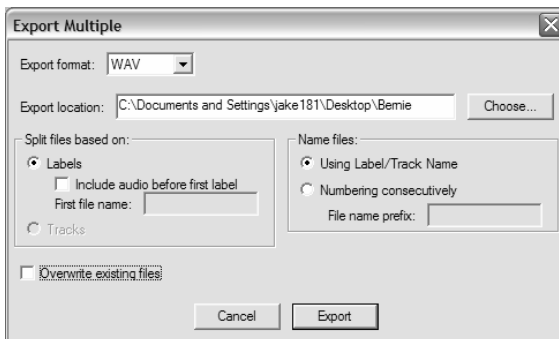 Export Multiple
Export format: WAV
Export location: C:\Documents and Settings\jake181\Desktop\Bernie Choose...
Split files based on:
Labels
Include audio before first label
First file name:
Tracks
Name files:
Using Label/Track Name
Numbering consecutively
File name prefix:
Overwrite existing files
Cancel Export